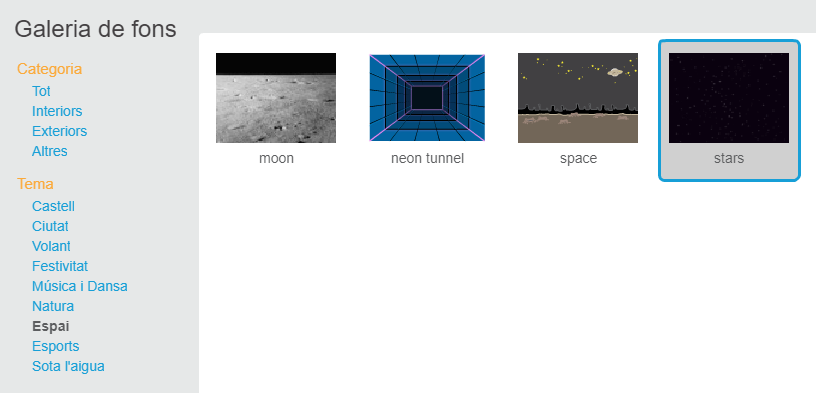 Galeria de fons
Categoria
Tot
Interiors
Exteriors
Altres
Tema
Castell
Ciutat
Volant
Festivitat
Música i Dansa
Natura
Espai
Esports
Sota l'aigua
moon
neon tunnel
space
stars